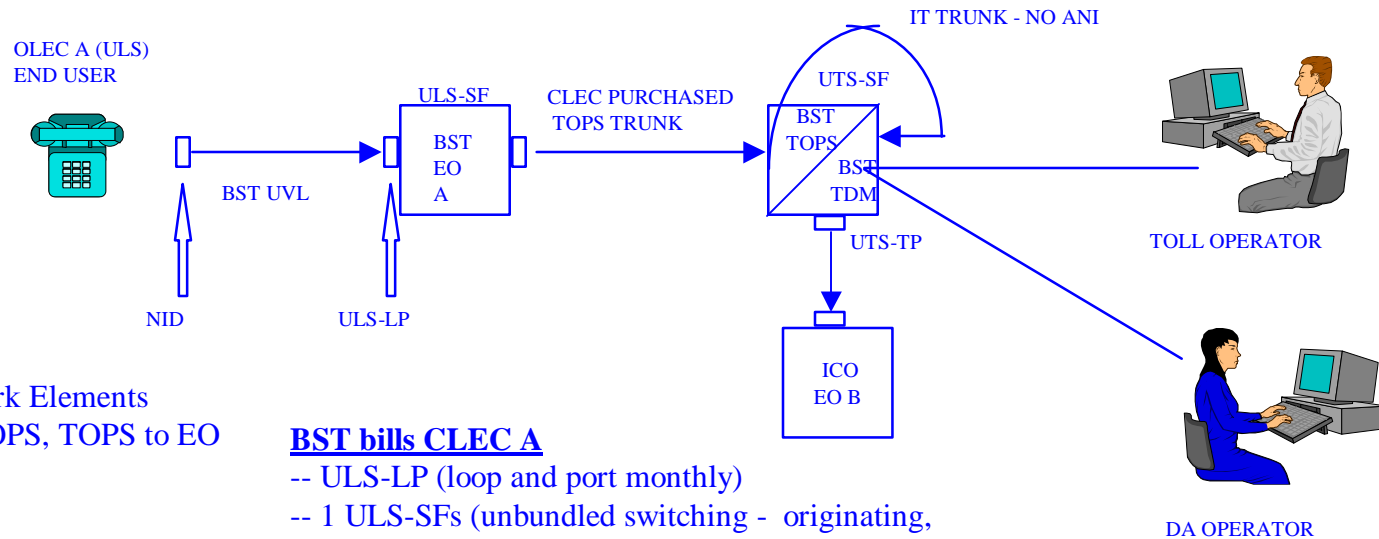 IT TRUNK - NO ANI
OLEC A (ULS)
END USER
ULS-SF
CLEC PURCHASED
TOPS TRUNK
UTS-SF
BST
EO
A
BST
TOPS
BST
TDM
BST UVL
UTS-TP
TOLL OPERATOR
NID
ULS-LP
ICO
EO B
rk Elements
OPS, TOPS to EO
BST bills CLEC A
-- ULS-LP (loop and port monthly)
-- 1 ULS-SFs (unbundled switching - originating,
DA OPERATOR